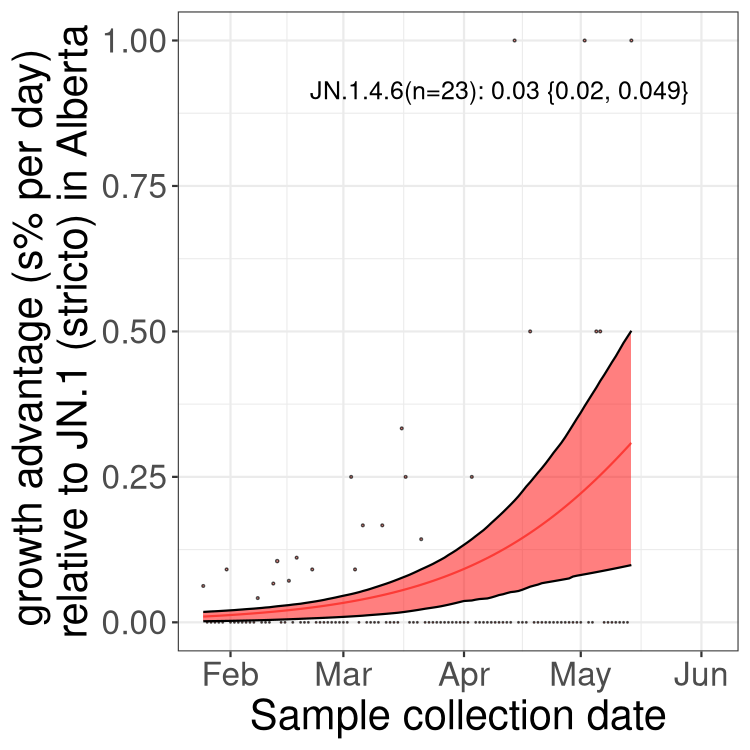 growth advantage (s% per day)
relative to JN.1 (stricto) in Alberta
1.00
0.75
0.50
0.25
0.00
JN.1.4.6(n=23): 0.03 {0.02, 0.049}
Feb Mar Apr May Jun
Sample collection date